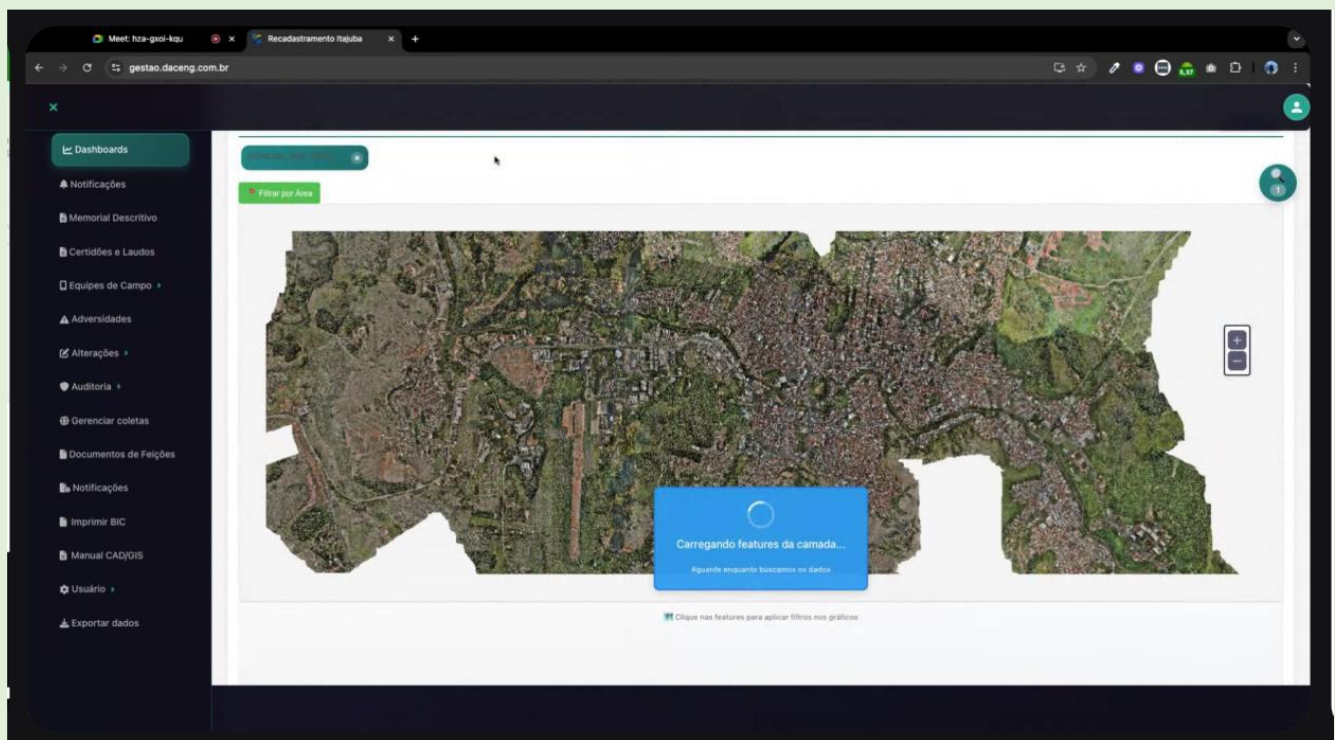 Meet: hza-gxoi-kqu
Recadastramento Itajuba
gestao.daceng.com.br
Dashboards
Notificações
Memorial Descritivo
Certidões e Laudos
Equipes de Campo
Adversidades
Alterações
Auditoria
Gerenciar coletas
Documentos de Feições
Notificações
Imprimir BIC
Manual CAD/GIS
Usuário
Exportar dados
Filtrar por Área
1
+
−
Carregando features da camada...
Aguarde enquanto buscamos os dados
Clique nas features para aplicar filtros nos gráficos